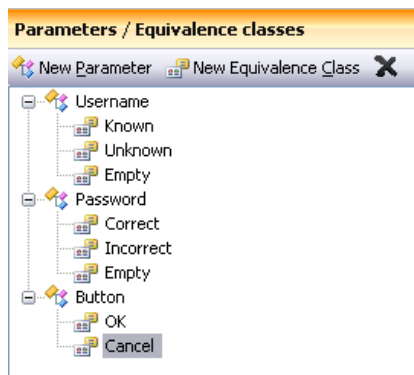 Parameters / Equivalence classes
New Parameter New Equivalence Class
Username
Known
Unknown
Empty
Password
Correct
Incorrect
Empty
Button
OK
Cancel